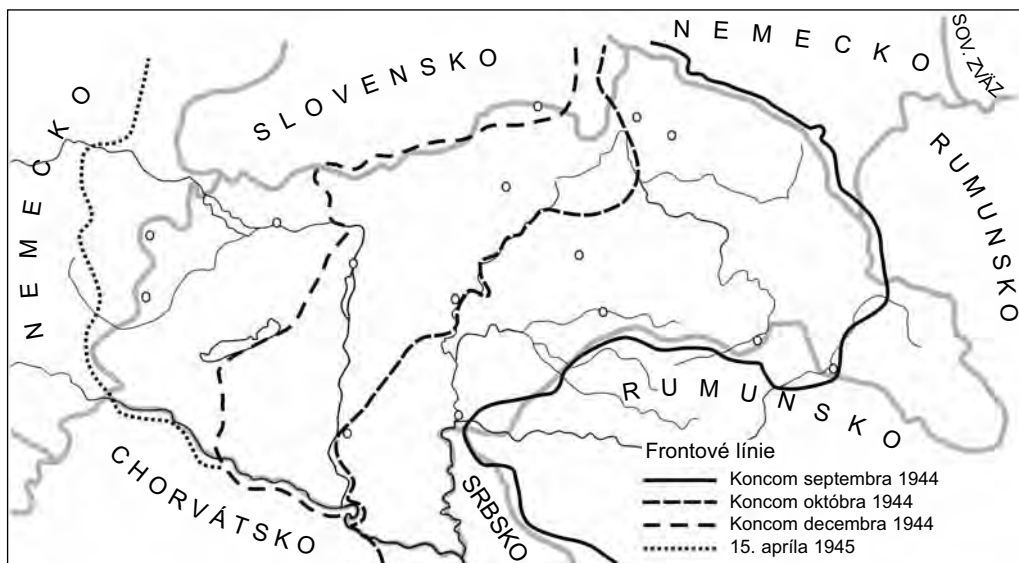 NEMECKO
SOV. ZVÄZ
SLOVENSKO
NEMECKO
RUMUNSKO
RUMUNSKO
CHORVÁTSKO
SRBSKO
Frontové línie
Koncom septembra 1944
Koncom októbra 1944
Koncom decembra 1944
15. apríla 1945